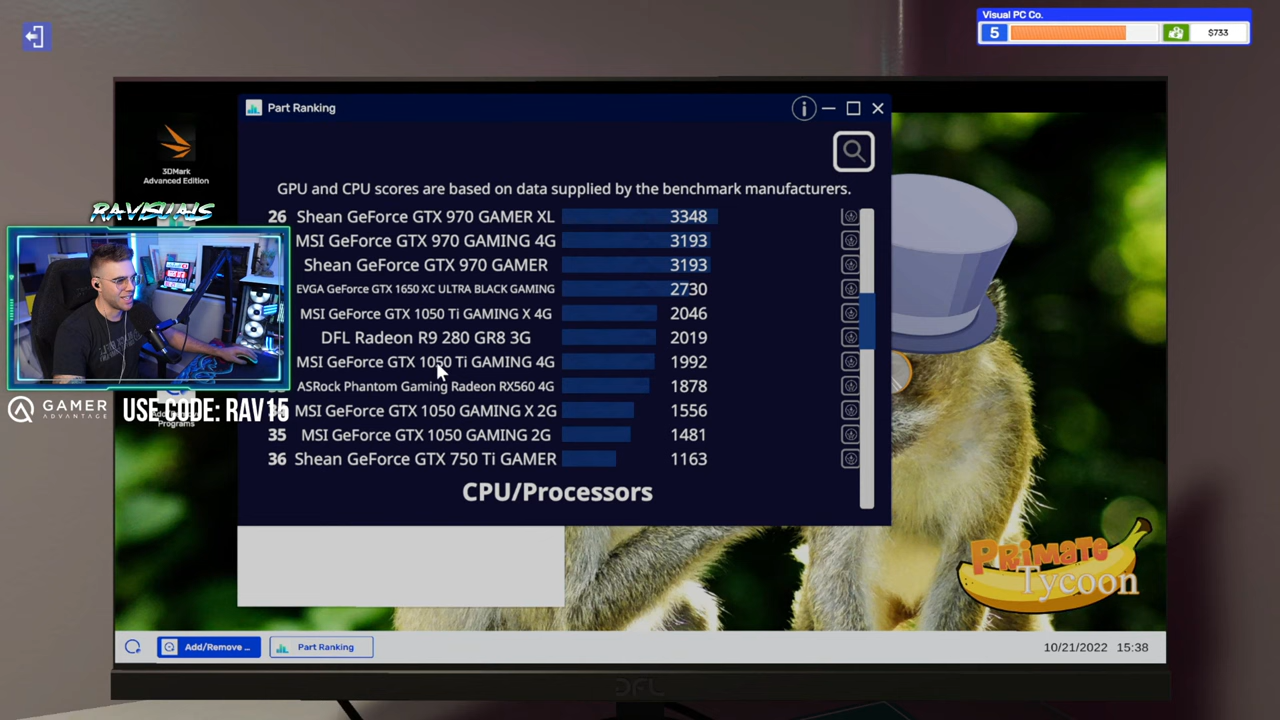 Visual PC Co.
5
$733
Part Ranking
3DMark
Advanced Edition
GPU and CPU scores are based on data supplied by the benchmark manufacturers.
26 Shean GeForce GTX 970 GAMER XL 3348
MSI GeForce GTX 970 GAMING 4G 3193
Shean GeForce GTX 970 GAMER 3193
EVGA GeForce GTX 1650 XC ULTRA BLACK GAMING 2730
MSI GeForce GTX 1050 Ti GAMING X 4G 2046
DFL Radeon R9 280 GR8 3G 2019
MSI GeForce GTX 1050 Ti GAMING 4G 1992
ASRock Phantom Gaming Radeon RX560 4G 1878
MSI GeForce GTX 1050 GAMING X 2G 1556
35 MSI GeForce GTX 1050 GAMING 2G 1481
36 Shean GeForce GTX 750 Ti GAMER 1163
CPU/Processors
RAVISUALS
GAMER
ADVANTAGE
USE CODE: RAV15
Programs
PRIMATE
Tycoon
Add/Remove ...
Part Ranking
10/21/2022 15:38
DFL